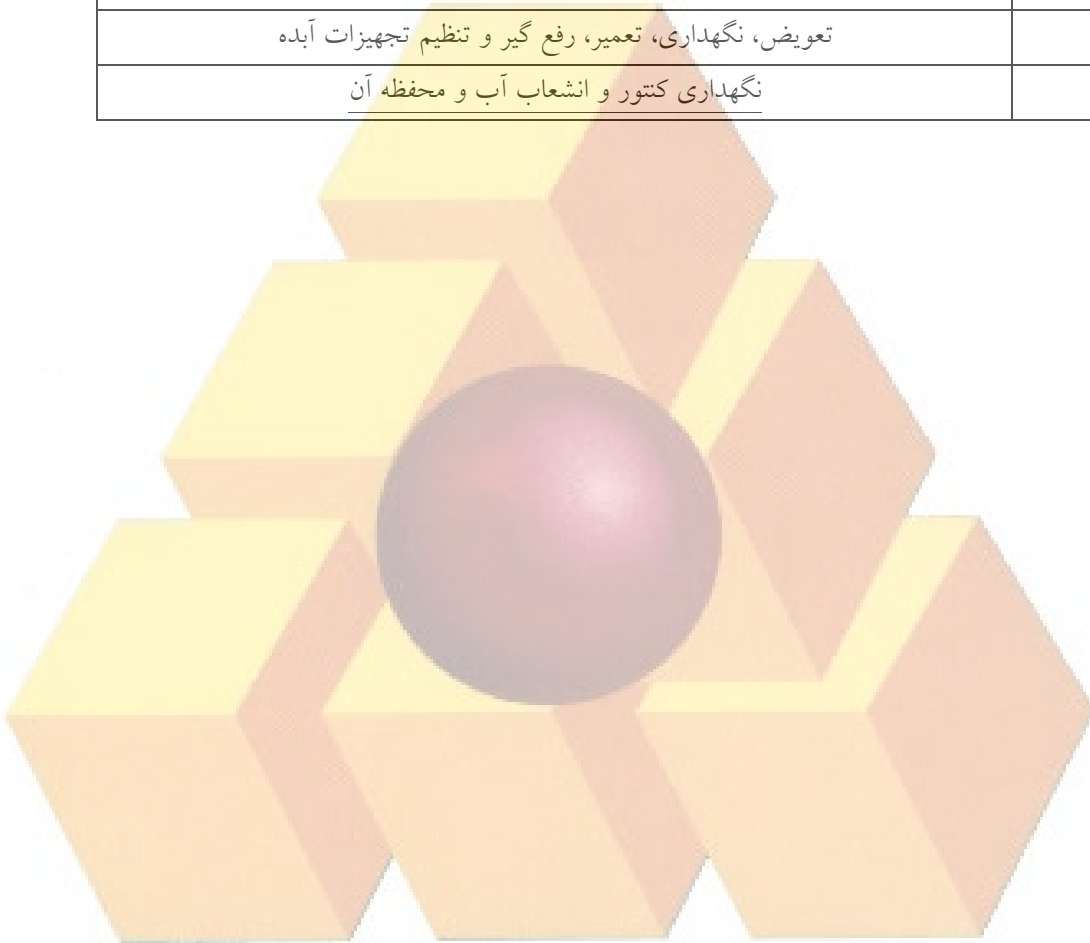 تعویض، نگهداری، تعمیر، رفع گیر و تنظیم تجهیزات آبده
نگهداری کنتور و انشعاب آب و محفظه آن